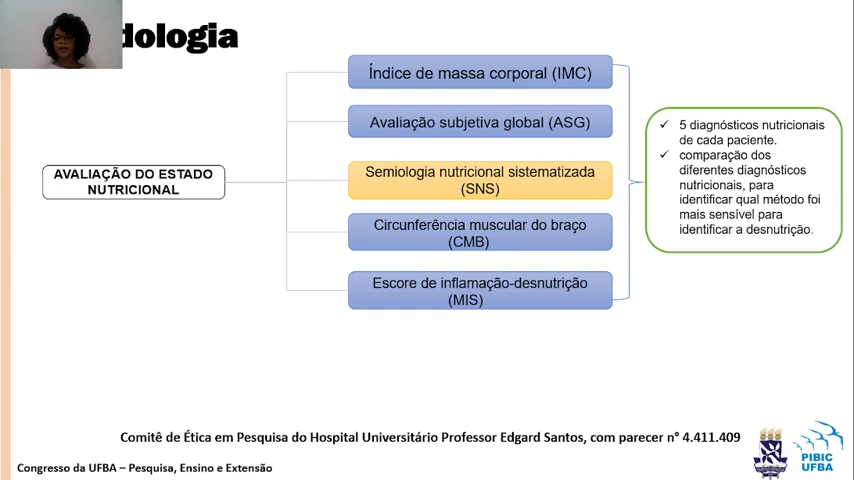 dologia
Índice de massa corporal (IMC)
Avaliação subjetiva global (ASG)
AVALIAÇÃO DO ESTADO
NUTRICIONAL
Semiologia nutricional sistematizada
(SNS)
Circunferência muscular do braço
(CMB)
Escore de inflamação-desnutrição
(MIS)
✓ 5 diagnósticos nutricionais
de cada paciente.
✓ comparação dos
diferentes diagnósticos
nutricionais, para
identificar qual método foi
mais sensível para
identificar a desnutrição.
Comitê de Ética em Pesquisa do Hospital Universitário Professor Edgard Santos, com parecer n° 4.411.409
PIBIC
UFBA
Congresso da UFBA – Pesquisa, Ensino e Extensão